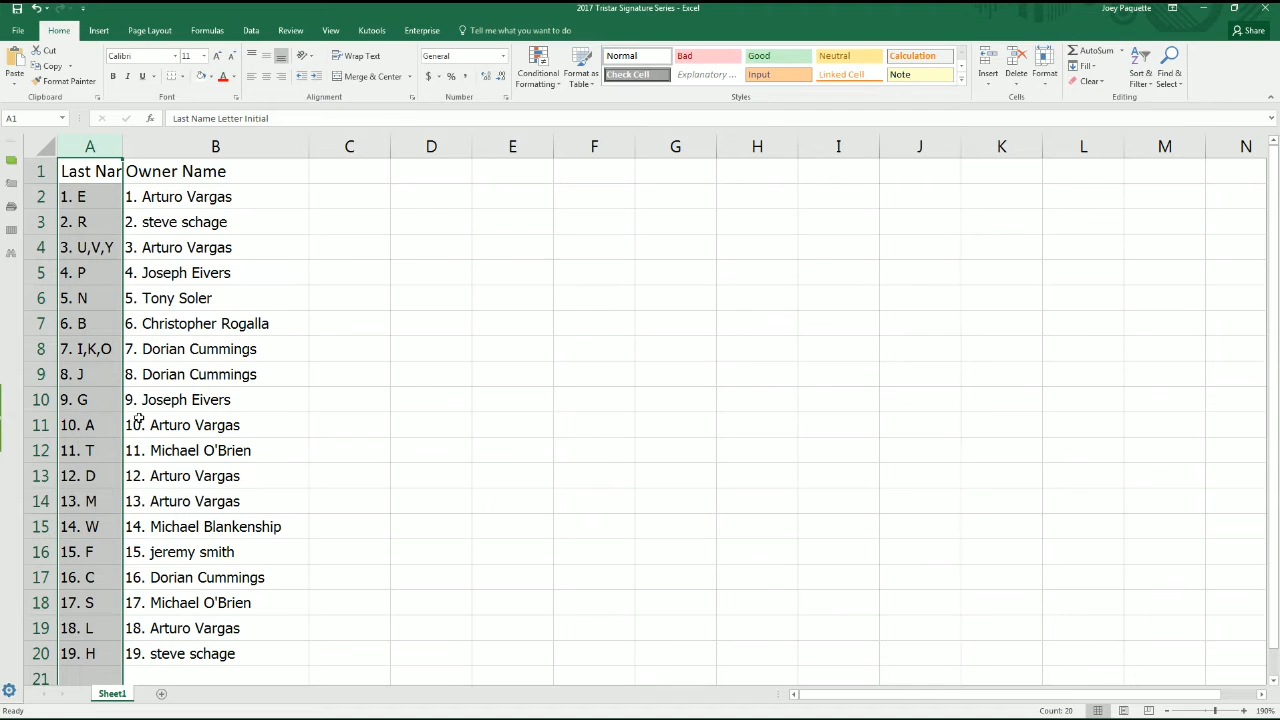 2017 Tristar Signature Series - Excel
Joey Paquette
File Home Insert Page Layout Formulas Data Review View Kutools Enterprise Tell me what you want to do Share
Paste Cut Copy Format Painter Clipboard
Calibri 11 B I U Font
Wrap Text Merge & Center Alignment
General $ % , Number
Conditional Formatting Format as Table
Normal Bad Good Neutral Calculation
Check Cell Explanatory ... Input Linked Cell Note
Styles
Insert Delete Format Cells
AutoSum Fill Clear Sort & Filter Find & Select Editing
A1 fx Last Name Letter Initial
A B C D E F G H I J K L M N
1 Last Nar Owner Name
2 1. E 1. Arturo Vargas
3 2. R 2. steve schage
4 3. U,V,Y 3. Arturo Vargas
5 4. P 4. Joseph Eivers
6 5. N 5. Tony Soler
7 6. B 6. Christopher Rogalla
8 7. I,K,O 7. Dorian Cummings
9 8. J 8. Dorian Cummings
10 9. G 9. Joseph Eivers
11 10. A 10. Arturo Vargas
12 11. T 11. Michael O'Brien
13 12. D 12. Arturo Vargas
14 13. M 13. Arturo Vargas
15 14. W 14. Michael Blankenship
16 15. F 15. jeremy smith
17 16. C 16. Dorian Cummings
18 17. S 17. Michael O'Brien
19 18. L 18. Arturo Vargas
20 19. H 19. steve schage
21
Sheet1
Ready Count: 20 190%